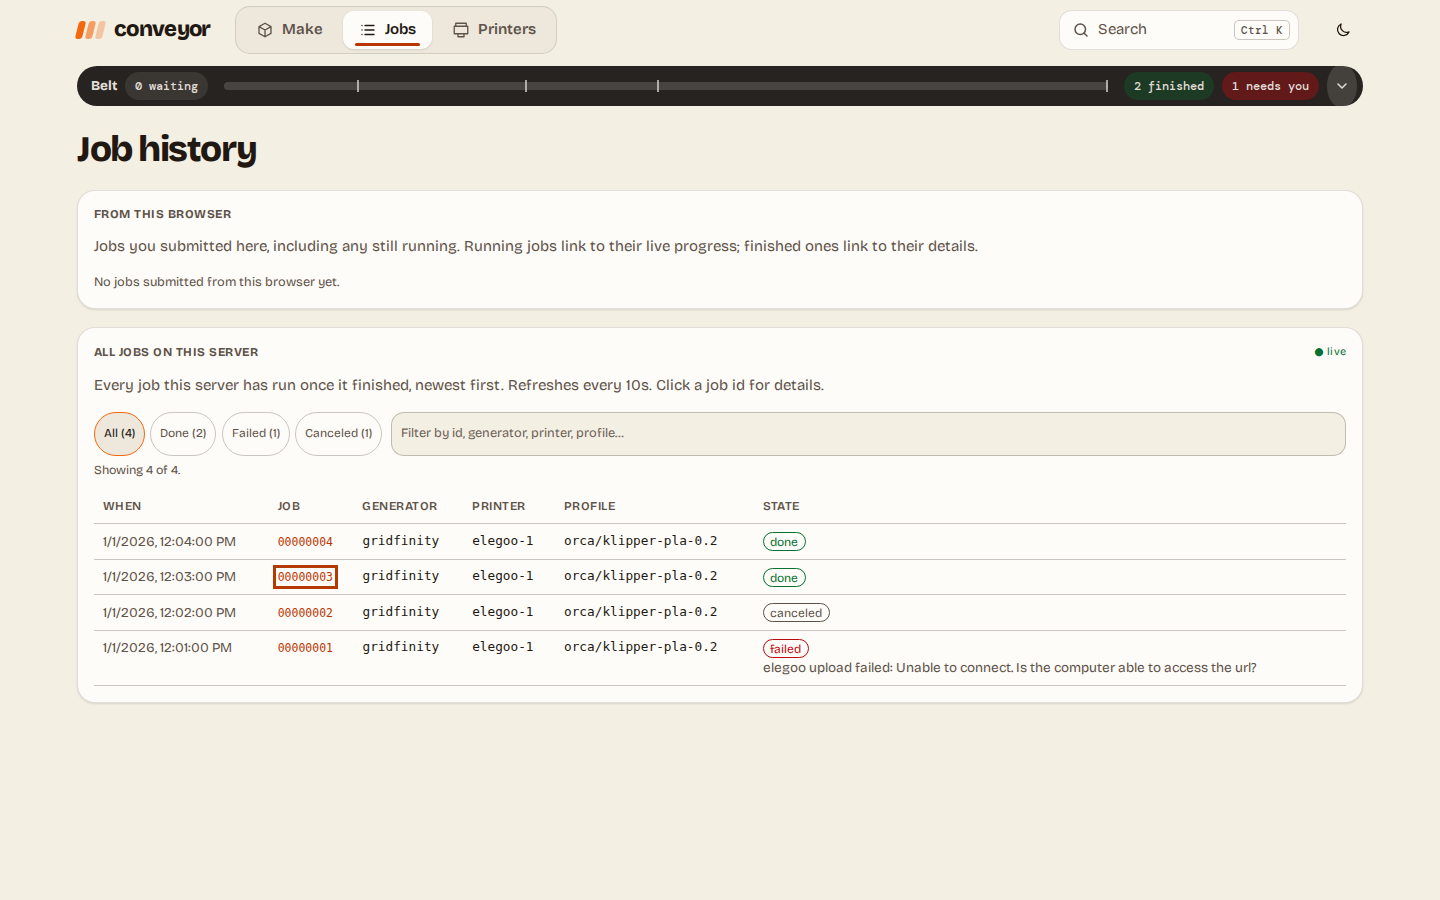 conveyor
Make
Jobs
Printers
Search
Ctrl K
Belt
0 waiting
2 finished
1 needs you
Job history
FROM THIS BROWSER
Jobs you submitted here, including any still running. Running jobs link to their live progress; finished ones link to their details.
No jobs submitted from this browser yet.
ALL JOBS ON THIS SERVER
live
Every job this server has run once it finished, newest first. Refreshes every 10s. Click a job id for details.
All (4)
Done (2)
Failed (1)
Canceled (1)
Filter by id, generator, printer, profile...
Showing 4 of 4.
WHEN JOB GENERATOR PRINTER PROFILE STATE
1/1/2026, 12:04:00 PM 00000004 gridfinity elegoo-1 orca/klipper-pla-0.2 done
1/1/2026, 12:03:00 PM 00000003 gridfinity elegoo-1 orca/klipper-pla-0.2 done
1/1/2026, 12:02:00 PM 00000002 gridfinity elegoo-1 orca/klipper-pla-0.2 canceled
1/1/2026, 12:01:00 PM 00000001 gridfinity elegoo-1 orca/klipper-pla-0.2 failed
elegoo upload failed: Unable to connect. Is the computer able to access the url?